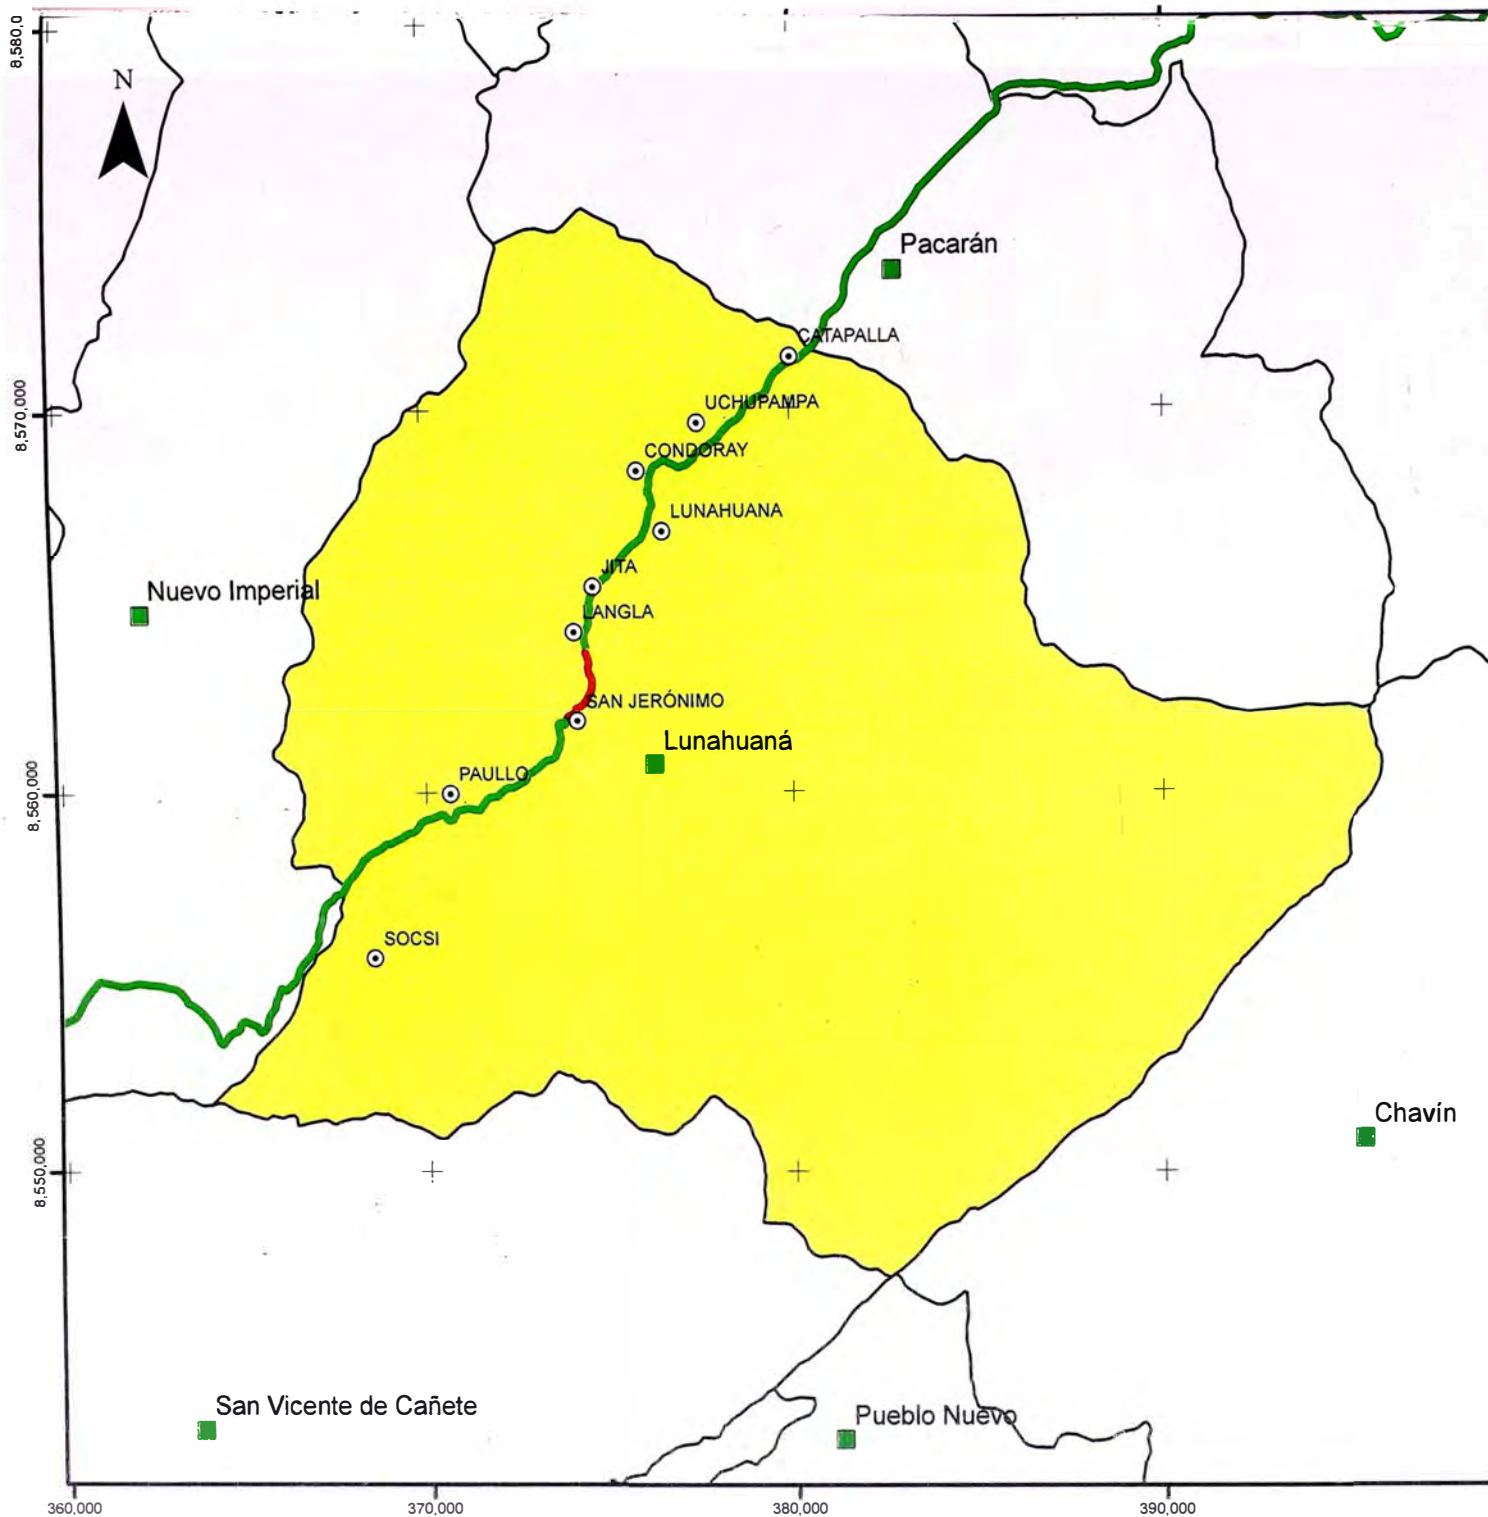 8,580,0
N
Pacarán
CATAPALLA
8,570,000
UCHUPAMPA
CONDORAY
LUNAHUANA
JITA
Nuevo Imperial
LANGLA
SAN JERÓNIMO
Lunahuaná
PAULLO
8,560,000
SOCSI
Chavín
8,550,000
San Vicente de Cañete
Pueblo Nuevo
360,000
370,000
380,000
390,000